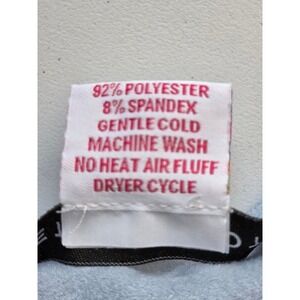 92% POLYESTER
8% SPANDEX
GENTLE COLD
MACHINE WASH
NO HEAT AIR FLUFF
DRYER CYCLE